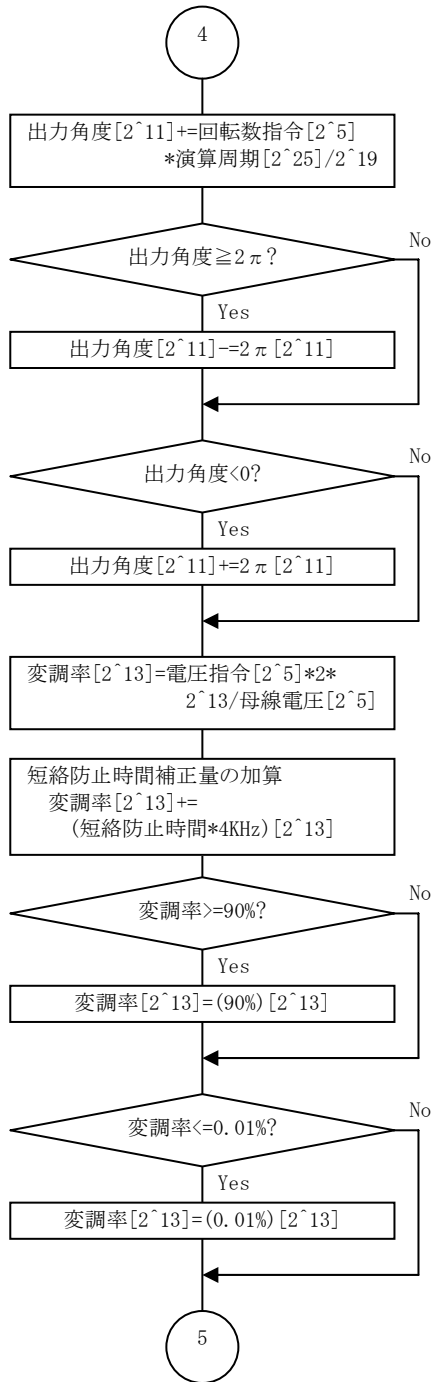 4
出力角度[2^11]+=回転数指令[2^5]
*演算周期[2^25]/2^19
出力角度≧2π?
No
Yes
出力角度[2^11]-=2π[2^11]
出力角度<0?
No
Yes
出力角度[2^11]+=2π[2^11]
変調率[2^13]=電圧指令[2^5]*2*
2^13/母線電圧[2^5]
短絡防止時間補正量の加算
変調率[2^13]+=
(短絡防止時間*4KHz)[2^13]
変調率>=90%?
No
Yes
変調率[2^13]=(90%)[2^13]
変調率<=0.01%?
No
Yes
変調率[2^13]=(0.01%)[2^13]
5